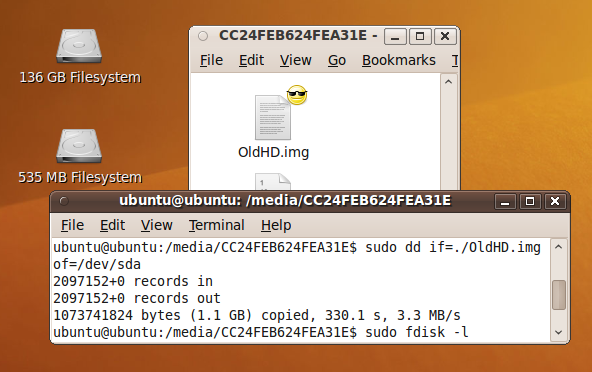 136 GB Filesystem
535 MB Filesystem
CC24FEB624FEA31E -
File Edit View Go Bookmarks T
OldHD.img
1
ubuntu@ubuntu: /media/CC24FEB624FEA31E
File Edit View Terminal Help
ubuntu@ubuntu:/media/CC24FEB624FEA31E$ sudo dd if=./OldHD.img
of=/dev/sda
2097152+0 records in
2097152+0 records out
1073741824 bytes (1.1 GB) copied, 330.1 s, 3.3 MB/s
ubuntu@ubuntu:/media/CC24FEB624FEA31E$ sudo fdisk -l